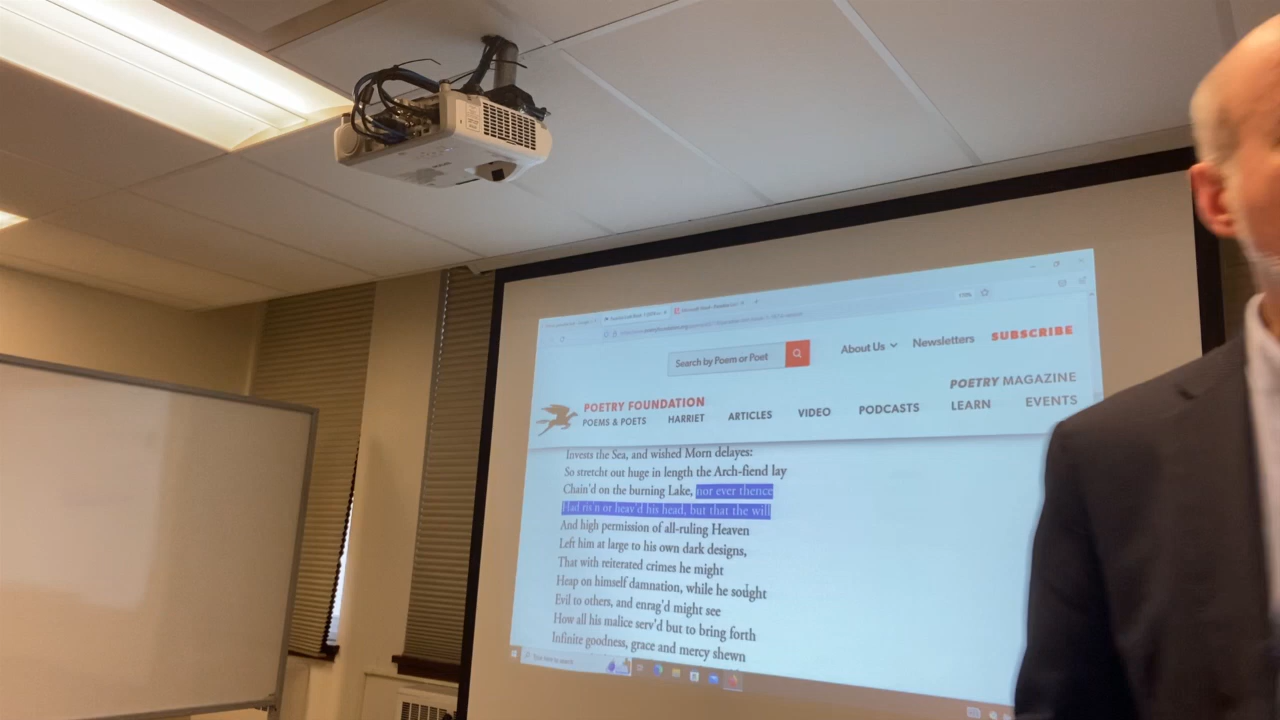 Search by Poem or Poet
About Us
Newsletters
SUBSCRIBE
POETRY FOUNDATION
POETRY MAGAZINE
POEMS & POETS
HARRIET
ARTICLES
VIDEO
PODCASTS
LEARN
EVENTS
Invests the Sea, and wished Morn delayes:
So stretcht out huge in length the Arch-fiend lay
Chain'd on the burning Lake, nor ever thence
Had ris'n or heav'd his head, but that the will
And high permission of all-ruling Heaven
Left him at large to his own dark designs,
That with reiterated crimes he might
Heap on himself damnation, while he sought
Evil to others, and enrag'd might see
How all his malice serv'd but to bring forth
Infinite goodness, grace and mercy shewn